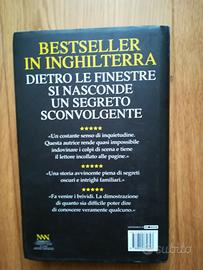 BESTSELLER
IN INGHILTERRA
DIETRO LE FINESTRE
SI NASCONDE
UN SEGRETO
SCONVOLGENTE
★★★★★
«Un costante senso di inquietudine.
Questa autrice rende quasi impossibile
indovinare i colpi di scena e tiene
il lettore incollato alle pagine.»
★★★★★
«Una storia avvincente piena di segreti
oscuri e intrighi familiari.»
★★★★★
«Fa venire i brividi. La dimostrazione
di quanto sia difficile poter dire
di conoscere veramente qualcuno.»
subito